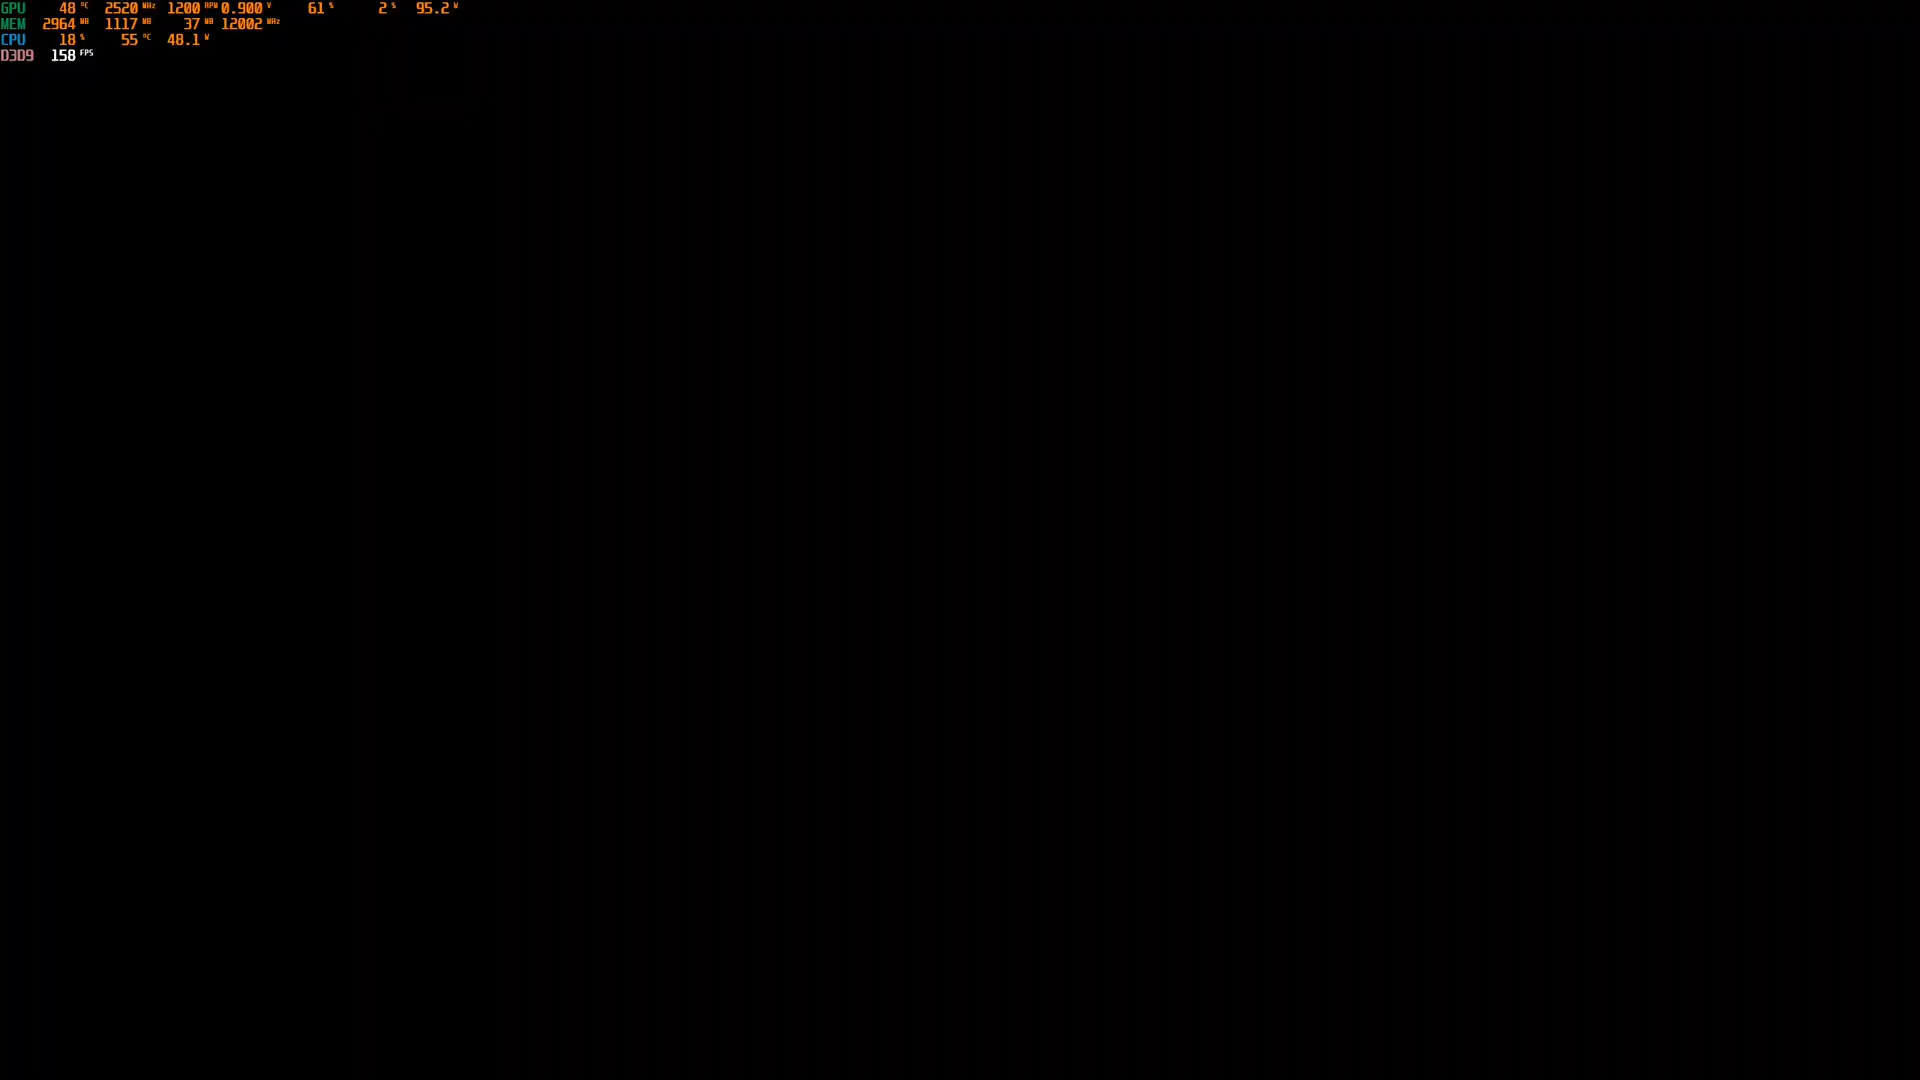 GPU 48 °C 2520 MHz 1200 RPM 0.900 V 61 % 2 % 95.2 W
MEM 2964 MB 1117 MB 37 MB 12002 MHz
CPU 18 % 55 °C 48.1 W
D3D9 158 FPS